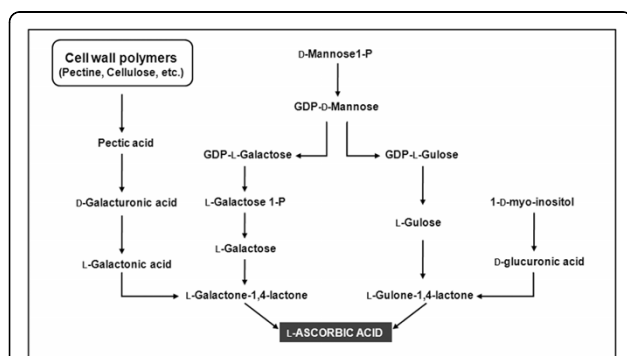 Cell wall polymers
(Pectine, Cellulose, etc.)
Pectic acid
D-Galacturonic acid
L-Galactonic acid
D-Mannose1-P
GDP-D-Mannose
GDP-L-Galactose
L-Galactose 1-P
L-Galactose
L-Galactone-1,4-lactone
GDP-L-Gulose
L-Gulose
L-Gulone-1,4-lactone
1-D-myo-inositol
D-glucuronic acid
L-ASCORBIC ACID